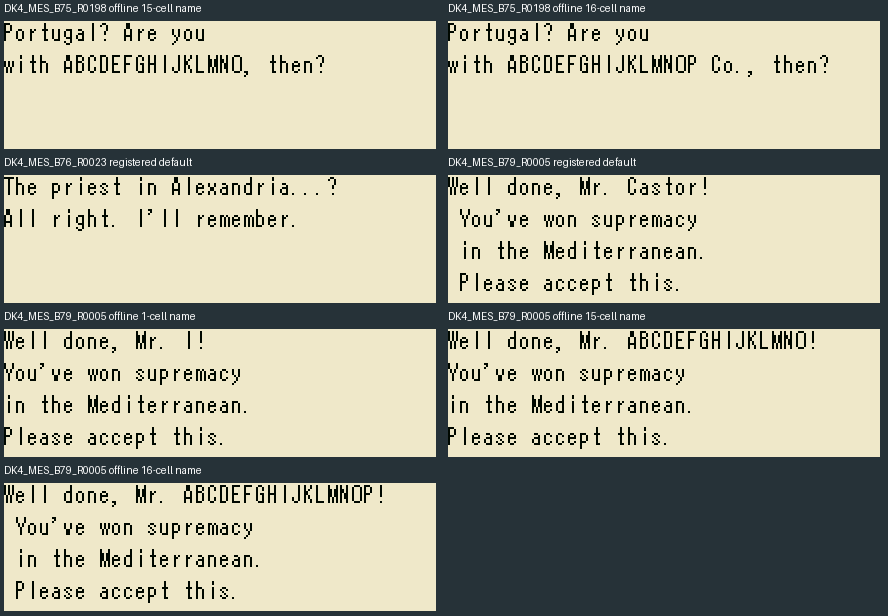 DK4_MES_B75_R0198 offline 15-cell name
Portugal? Are you
with ABCDEFGHIJKLMNO, then?
DK4_MES_B75_R0198 offline 16-cell name
Portugal? Are you
with ABCDEFGHIJKLMNOP Co., then?
DK4_MES_B76_R0023 registered default
The priest in Alexandria...?
All right. I'll remember.
DK4_MES_B79_R0005 registered default
Well done, Mr. Castor!
You've won supremacy
in the Mediterranean.
Please accept this.
DK4_MES_B79_R0005 offline 1-cell name
Well done, Mr. I!
You've won supremacy
in the Mediterranean.
Please accept this.
DK4_MES_B79_R0005 offline 15-cell name
Well done, Mr. ABCDEFGHIJKLMNO!
You've won supremacy
in the Mediterranean.
Please accept this.
DK4_MES_B79_R0005 offline 16-cell name
Well done, Mr. ABCDEFGHIJKLMNOP!
You've won supremacy
in the Mediterranean.
Please accept this.